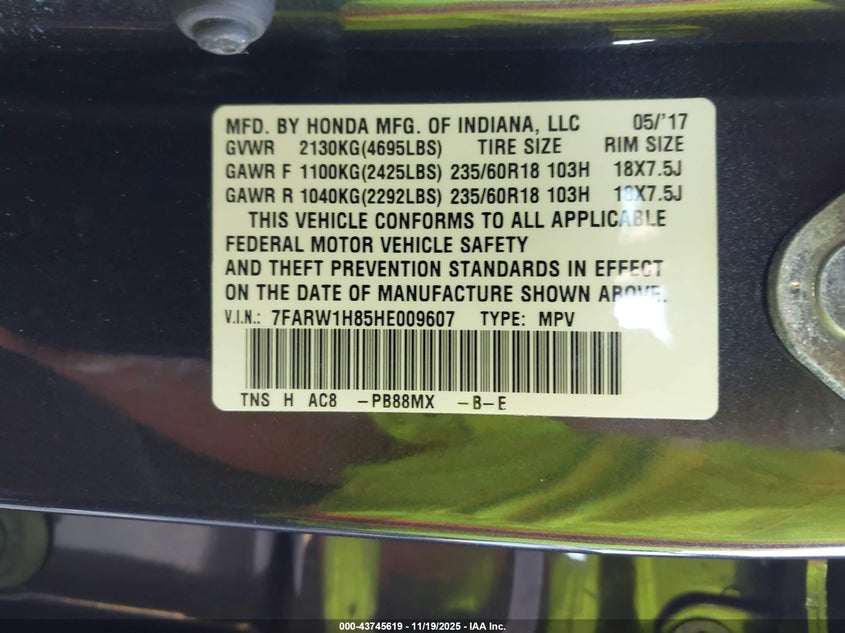 MFD. BY HONDA MFG. OF INDIANA, LLC 05/'17
GVWR 2130KG(4695LBS) TIRE SIZE RIM SIZE
GAWR F 1100KG(2425LBS) 235/60R18 103H 18X7.5J
GAWR R 1040KG(2292LBS) 235/60R18 103H 18X7.5J
THIS VEHICLE CONFORMS TO ALL APPLICABLE
FEDERAL MOTOR VEHICLE SAFETY
AND THEFT PREVENTION STANDARDS IN EFFECT
ON THE DATE OF MANUFACTURE SHOWN ABOVE.
V.I.N.: 7FARW1H85HE009607 TYPE: MPV
TNS H AC8 -PB88MX -B-E
000-43745619 - 11/19/2025 - IAA Inc.